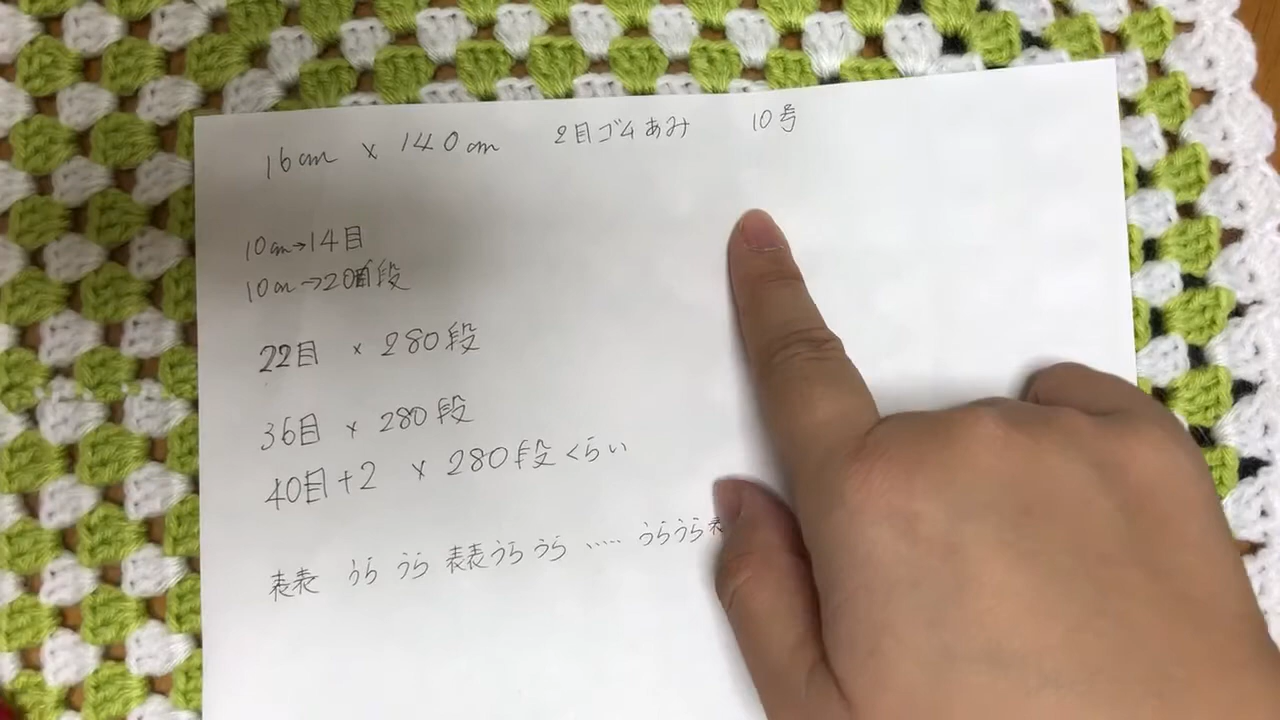 16cm × 140cm 2目ゴムあみ 10号
10cm→14目
10cm→20段
22目 × 280段
36目 × 280段
40目+2 × 280段くらい
表表 うら うら 表表うら うら ..... うらうら表